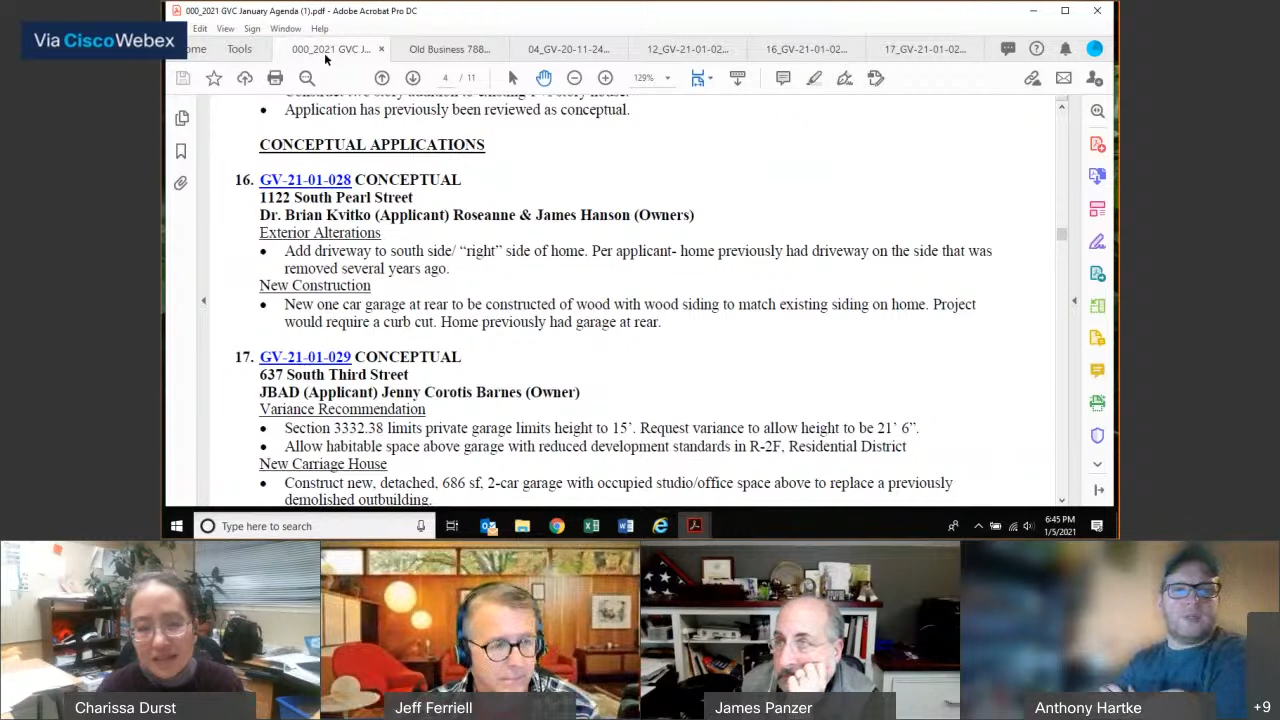 000_2021 GVC January Agenda (1).pdf - Adobe Acrobat Pro DC
Via CiscoWebex
Edit View Sign Window Help
ome Tools 000_2021 GVC J... × Old Business 788... 04_GV-20-11-24... 12_GV-21-01-02... 16_GV-21-01-02... 17_GV-21-01-02...
4 / 11 129%
• Application has previously been reviewed as conceptual.
CONCEPTUAL APPLICATIONS
16. GV-21-01-028 CONCEPTUAL
1122 South Pearl Street
Dr. Brian Kvitko (Applicant) Roseanne & James Hanson (Owners)
Exterior Alterations
• Add driveway to south side/ “right” side of home. Per applicant- home previously had driveway on the side that was
removed several years ago.
New Construction
• New one car garage at rear to be constructed of wood with wood siding to match existing siding on home. Project
would require a curb cut. Home previously had garage at rear.
17. GV-21-01-029 CONCEPTUAL
637 South Third Street
JBAD (Applicant) Jenny Corotis Barnes (Owner)
Variance Recommendation
• Section 3332.38 limits private garage limits height to 15’. Request variance to allow height to be 21’ 6”.
• Allow habitable space above garage with reduced development standards in R-2F, Residential District
New Carriage House
• Construct new, detached, 686 sf, 2-car garage with occupied studio/office space above to replace a previously
demolished outbuilding.
Type here to search
6:45 PM
1/5/2021
Charissa Durst
Jeff Ferriell
James Panzer
Anthony Hartke
+9